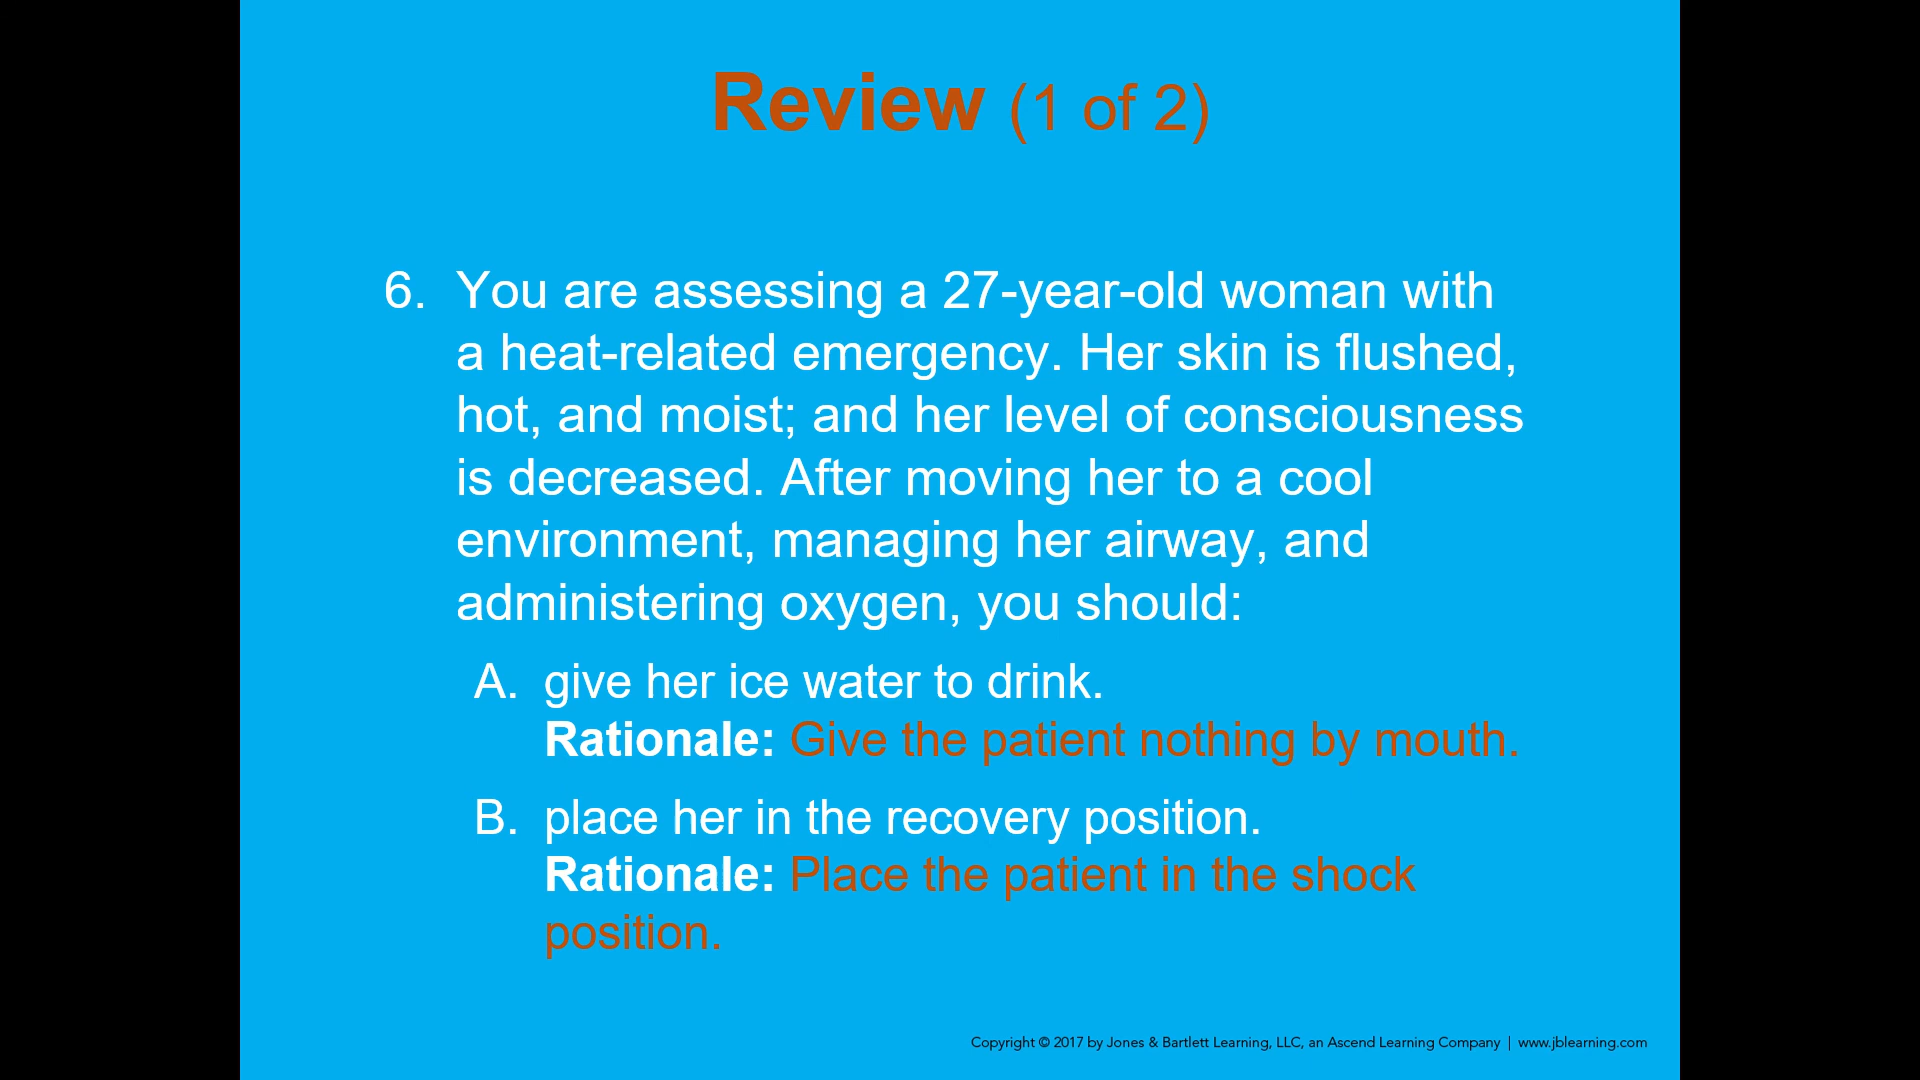 Review (1 of 2)
6. You are assessing a 27-year-old woman with
a heat-related emergency. Her skin is flushed,
hot, and moist; and her level of consciousness
is decreased. After moving her to a cool
environment, managing her airway, and
administering oxygen, you should:
A. give her ice water to drink.
Rationale: Give the patient nothing by mouth.
B. place her in the recovery position.
Rationale: Place the patient in the shock
position.
Copyright © 2017 by Jones & Bartlett Learning, LLC, an Ascend Learning Company | www.jblearning.com